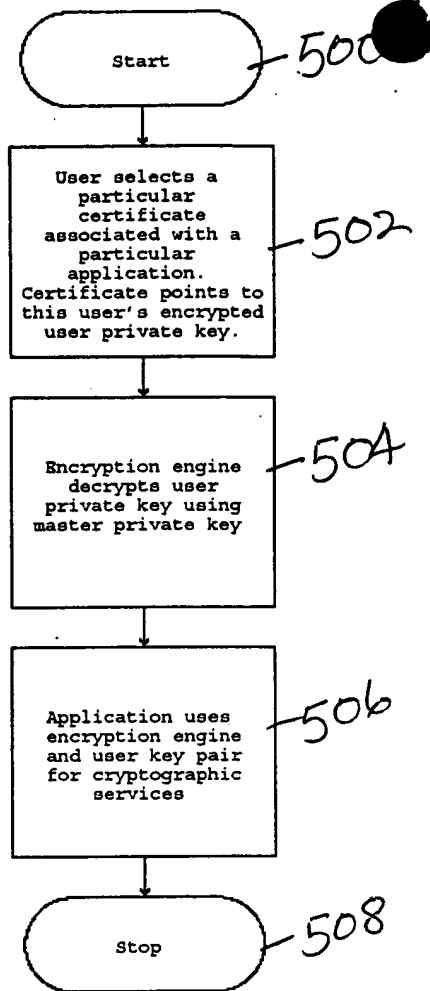 Start
500
User selects a
particular
certificate
associated with a
particular
application.
Certificate points to
this user's encrypted
user private key.
502
Encryption engine
decrypts user
private key using
master private key
504
Application uses
encryption engine
and user key pair
for cryptographic
services
506
Stop
508